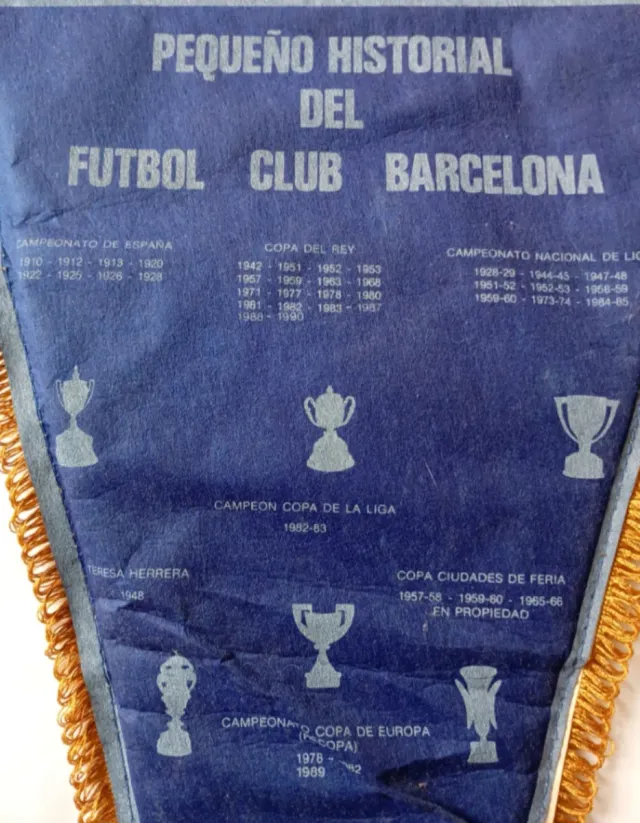 PEQUEÑO HISTORIAL
DEL
FUTBOL CLUB BARCELONA
CAMPEONATO DE ESPAÑA
1910 - 1912 - 1913 - 1920
1922 - 1925 - 1926 - 1928
COPA DEL REY
1942 - 1951 - 1952 - 1953
1957 - 1959 - 1963 - 1968
1971 - 1977 - 1978 - 1980
1981 - 1982 - 1983 - 1987
1988 - 1990
CAMPEONATO NACIONAL DE LIG
1928-29 - 1944-45 - 1947-48
1951-52 - 1952-53 - 1958-59
1959-60 - 1973-74 - 1984-85
CAMPEON COPA DE LA LIGA
1982-83
TERESA HERRERA
1948
COPA CIUDADES DE FERIA
1957-58 - 1959-60 - 1965-66
EN PROPIEDAD
COPA DE EUROPA
1978 -
1989